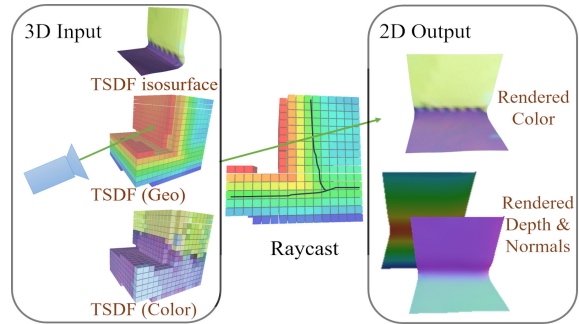 3D Input
TSDF isosurface
TSDF (Geo)
TSDF (Color)
Raycast
2D Output
Rendered
Color
Rendered
Depth &
Normals